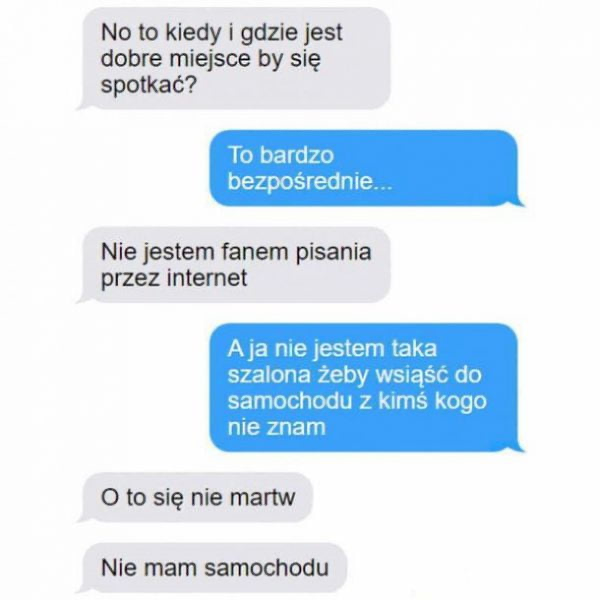 No to kiedy i gdzie jest
dobre miejsce by się
spotkać?
To bardzo
bezpośrednie...
Nie jestem fanem pisania
przez internet
A ja nie jestem taka
szalona żeby wsiąść do
samochodu z kimś kogo
nie znam
O to się nie martw
Nie mam samochodu